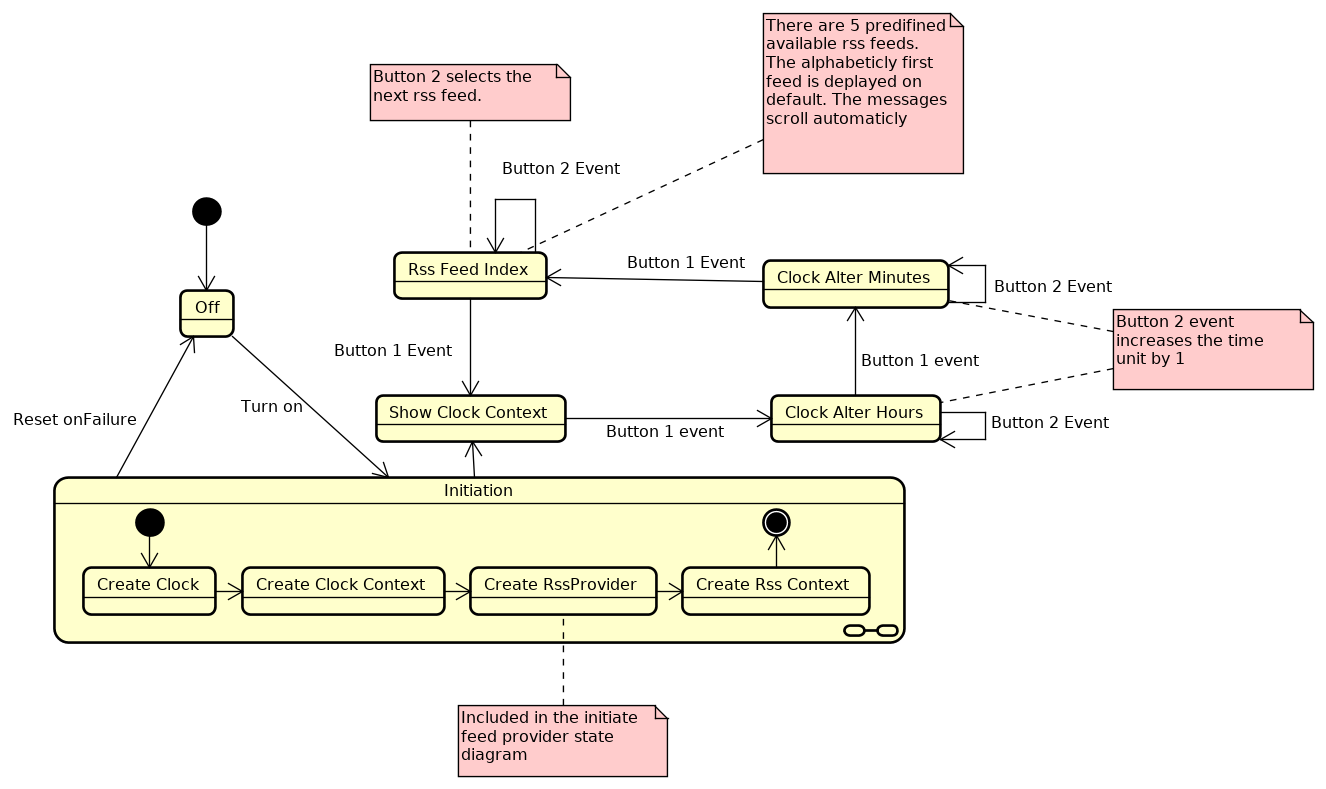 There are 5 predifined
available rss feeds.
The alphabeticly first
feed is deplayed on
default. The messages
scroll automaticly
Button 2 selects the
next rss feed.
Button 2 Event
Rss Feed Index
Button 1 Event
Clock Alter Minutes
Button 2 Event
Off
Button 2 event
increases the time
unit by 1
Button 1 Event
Button 1 event
Turn on
Reset onFailure
Show Clock Context
Button 1 event
Clock Alter Hours
Button 2 Event
Initiation
Create Clock
Create Clock Context
Create RssProvider
Create Rss Context
Included in the initiate
feed provider state
diagram